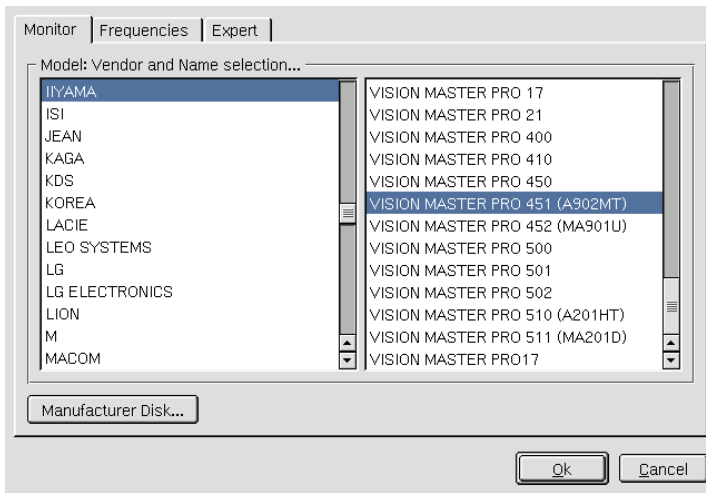 Monitor Frequencies Expert
Model: Vendor and Name selection...
IIYAMA
ISI
JEAN
KAGA
KDS
KOREA
LACIE
LEO SYSTEMS
LG
LG ELECTRONICS
LION
M
MACOM
VISION MASTER PRO 17
VISION MASTER PRO 21
VISION MASTER PRO 400
VISION MASTER PRO 410
VISION MASTER PRO 450
VISION MASTER PRO 451 (A902MT)
VISION MASTER PRO 452 (MA901U)
VISION MASTER PRO 500
VISION MASTER PRO 501
VISION MASTER PRO 502
VISION MASTER PRO 510 (A201HT)
VISION MASTER PRO 511 (MA201D)
VISION MASTER PRO17
Manufacturer Disk...
Ok Cancel